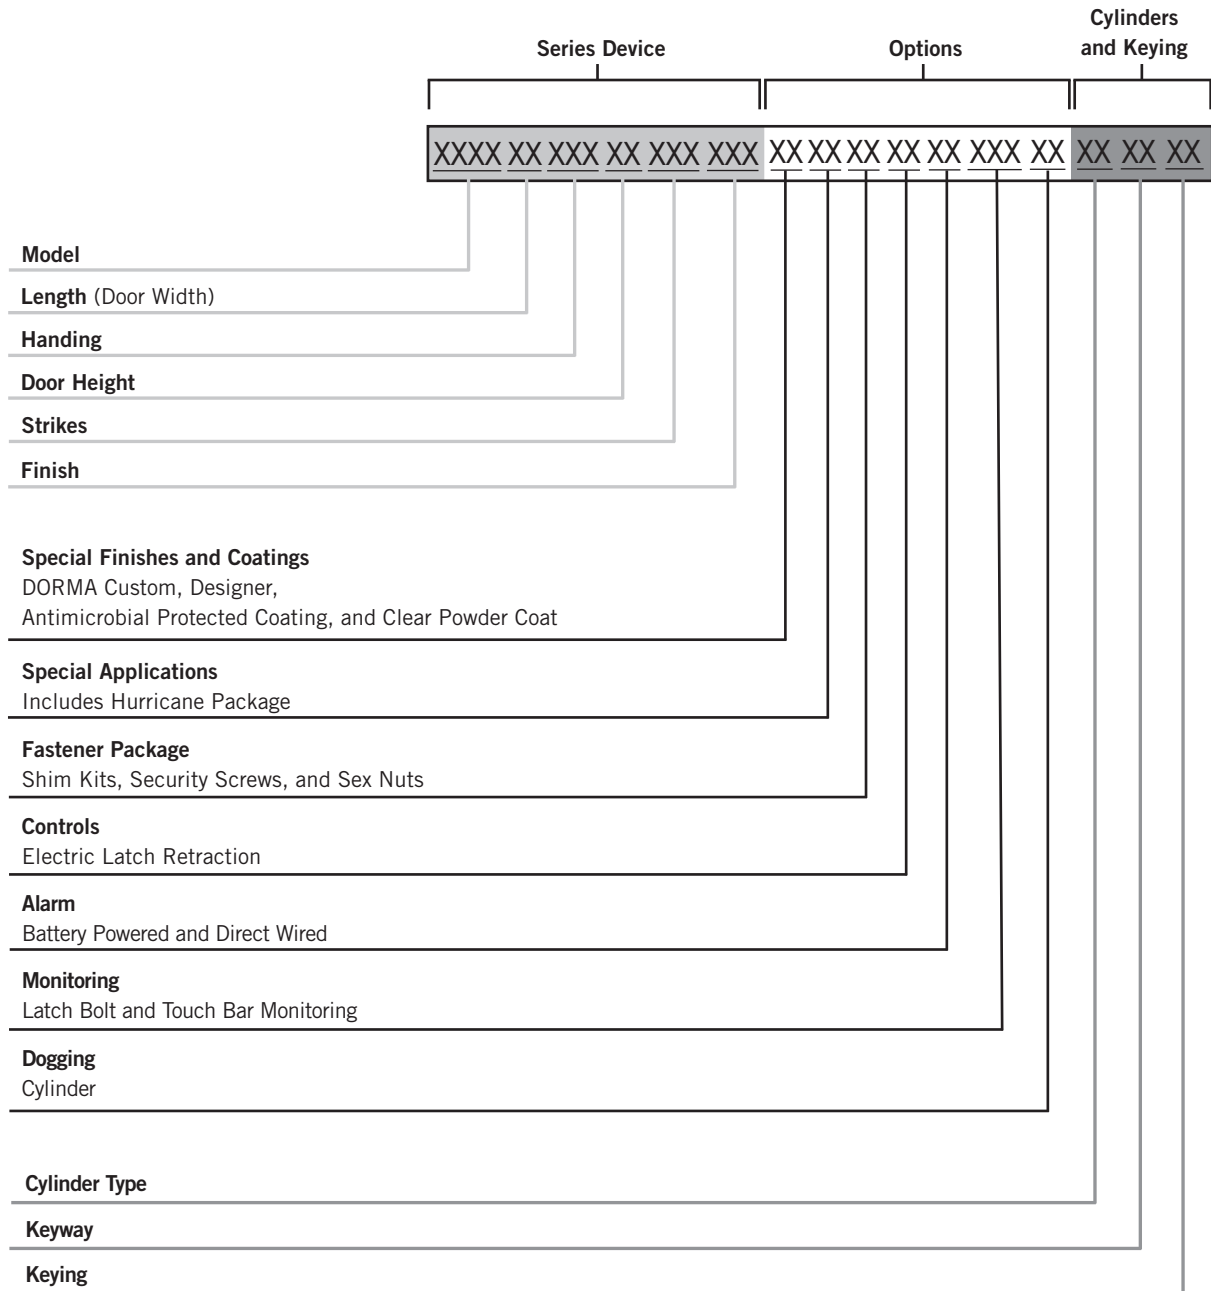 Cylinders
Series Device Options and Keying
XXXX XX XXX XX XXX XXX XX XX XX XX XX XXX XX XX XX XX
Model
Length (Door Width)
Handing
Door Height
Strikes
Finish
Special Finishes and Coatings
DORMA Custom, Designer,
Antimicrobial Protected Coating, and Clear Powder Coat
Special Applications
Includes Hurricane Package
Fastener Package
Shim Kits, Security Screws, and Sex Nuts
Controls
Electric Latch Retraction
Alarm
Battery Powered and Direct Wired
Monitoring
Latch Bolt and Touch Bar Monitoring
Dogging
Cylinder
Cylinder Type
Keyway
Keying